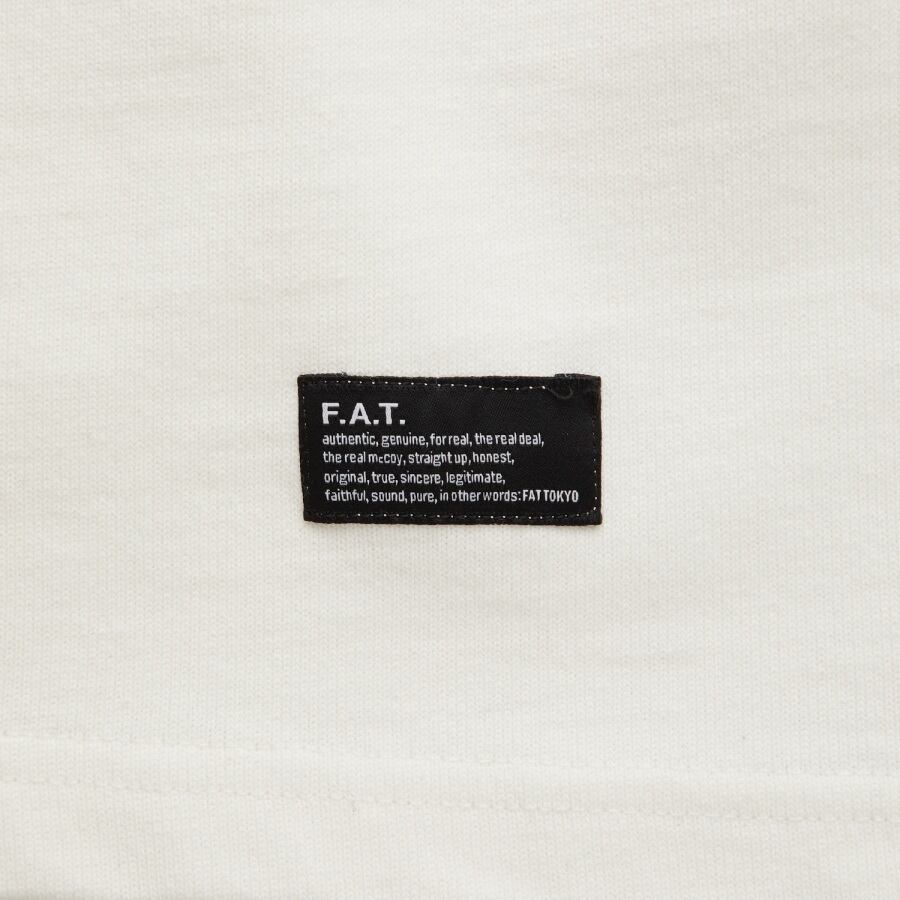 F.A.T.
authentic, genuine, for real, the real deal,
the real mccoy, straight up, honest,
original, true, sincere, legitimate,
faithful, sound, pure, in other words: FAT TOKYO